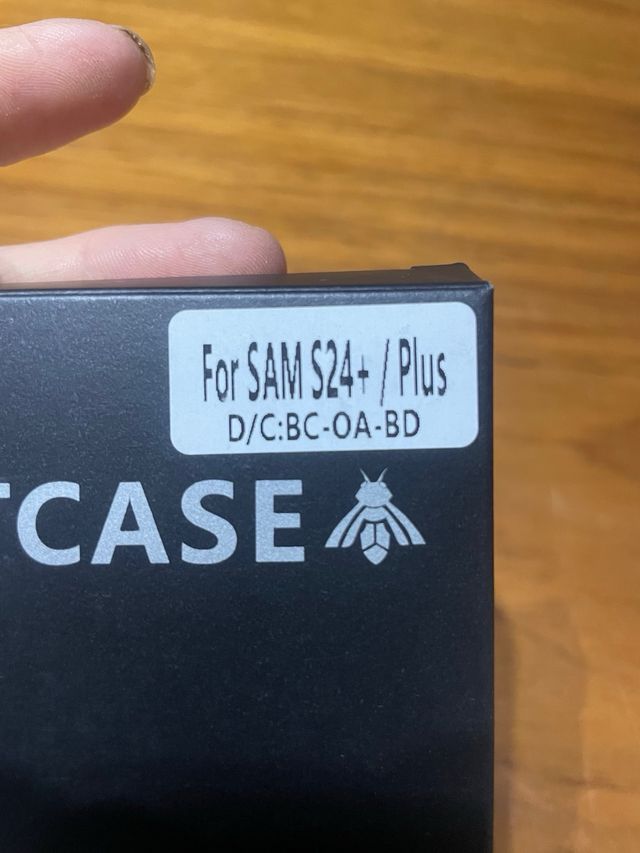 For SAM S24+ / Plus
D/C:BC-OA-BD
TCASE